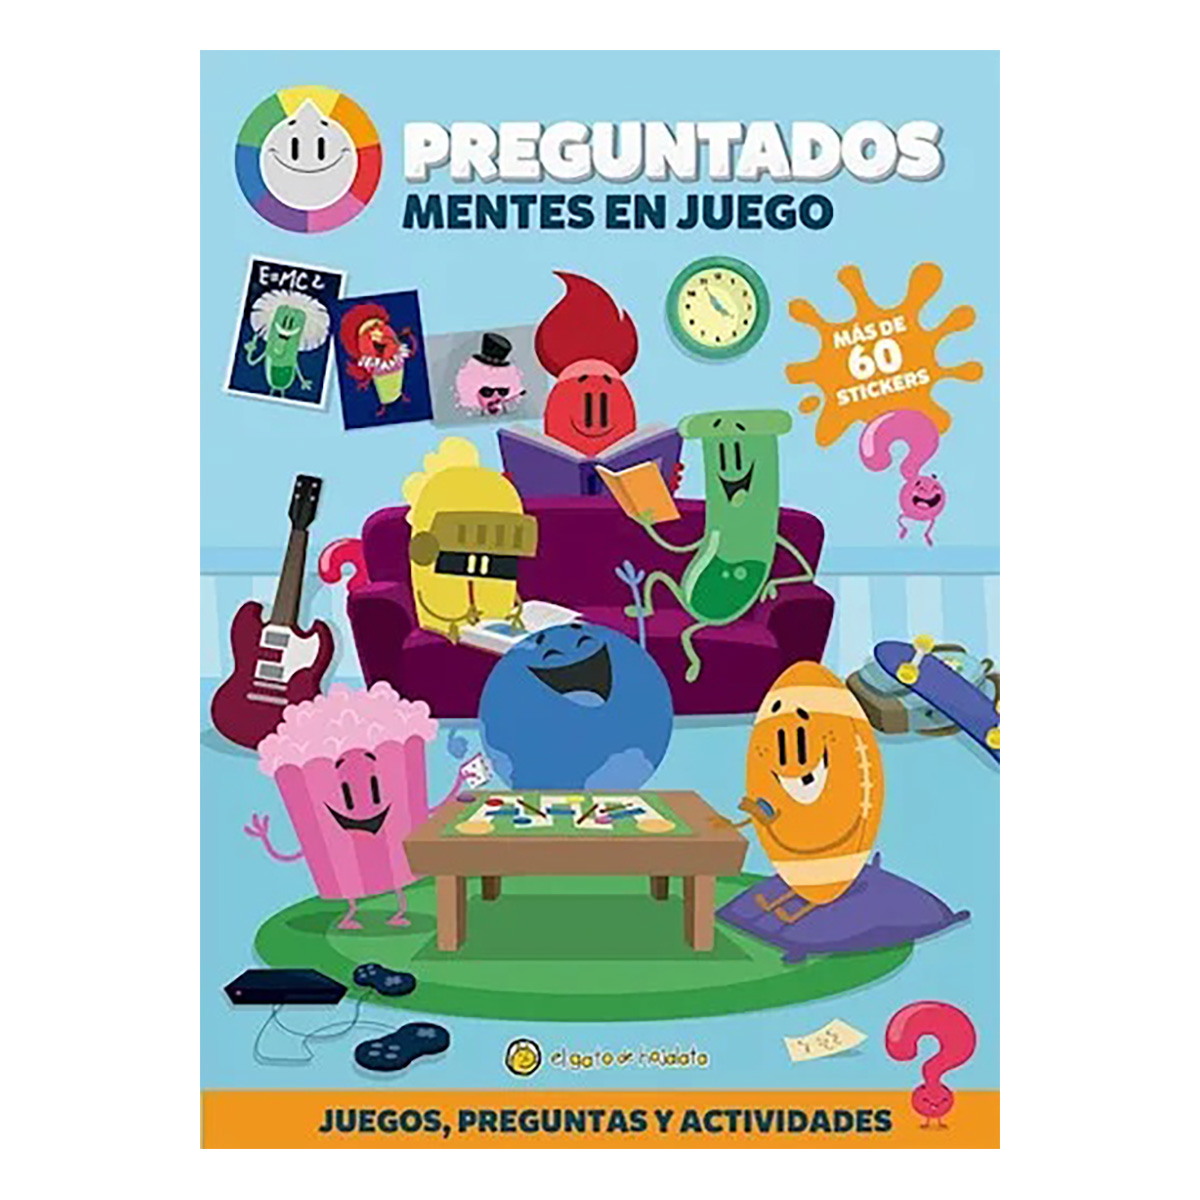 PREGUNTADOS
MENTES EN JUEGO
E=MC2
MÁS DE
60
STICKERS
el gato de hojalata
JUEGOS, PREGUNTAS Y ACTIVIDADES